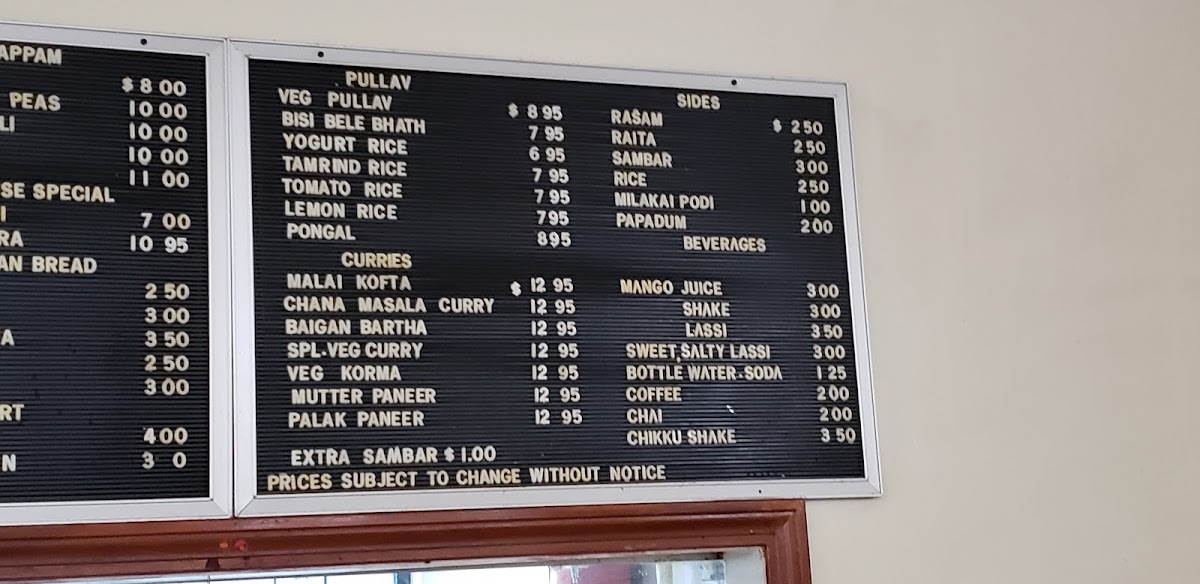 APPAM
$ 8 00
PEAS 10 00
LI 10 00
10 00
11 00
SE SPECIAL
I 7 00
RA 10 95
AN BREAD
2 50
3 00
A 3 50
2 50
3 00
RT
4 00
N 3 0
PULLAV
VEG PULLAV $ 8 95
BISI BELE BHATH 7 95
YOGURT RICE 6 95
TAMRIND RICE 7 95
TOMATO RICE 7 95
LEMON RICE 7 95
PONGAL 8 95
CURRIES
MALAI KOFTA $ 12 95
CHANA MASALA CURRY 12 95
BAIGAN BARTHA 12 95
SPL.VEG CURRY 12 95
VEG KORMA 12 95
MUTTER PANEER 12 95
PALAK PANEER 12 95
EXTRA SAMBAR $ 1.00
PRICES SUBJECT TO CHANGE WITHOUT NOTICE
SIDES
RASAM $ 2 50
RAITA 2 50
SAMBAR 3 00
RICE 2 50
MILAKAI PODI 1 00
PAPADUM 2 00
BEVERAGES
MANGO JUICE 3 00
SHAKE 3 00
LASSI 3 50
SWEET,SALTY LASSI 3 00
BOTTLE WATER-SODA 1 25
COFFEE 2 00
CHAI 2 00
CHIKKU SHAKE 3 50